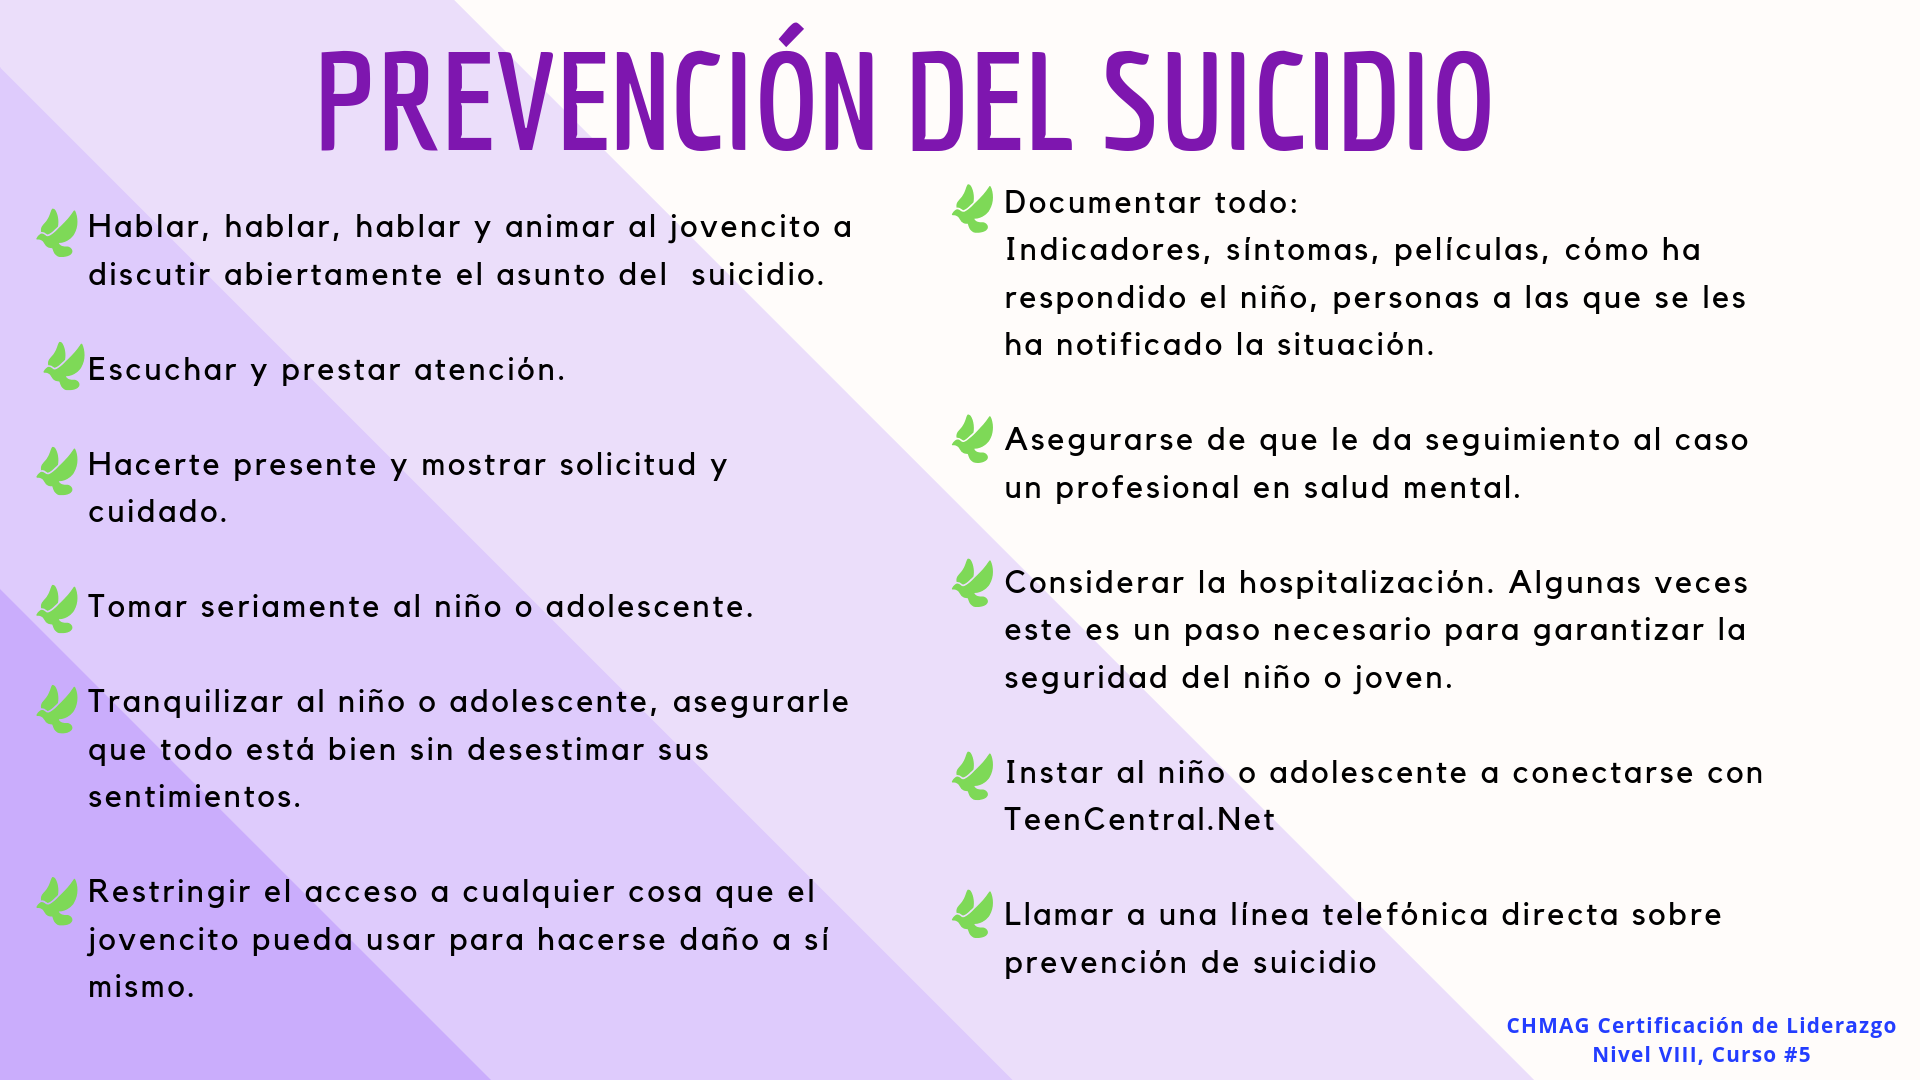 PREVENCIÓN DEL SUICIDIO
Hablar, hablar, hablar y animar al jovencito a
discutir abiertamente el asunto del  suicidio.
Escuchar y prestar atención.
Hacerte presente y mostrar solicitud y
cuidado.
Tomar seriamente al niño o adolescente.
Tranquilizar al niño o adolescente, asegurarle
que todo está bien sin desestimar sus
sentimientos.
Restringir el acceso a cualquier cosa que el
jovencito pueda usar para hacerse daño a sí
mismo.
Documentar todo:
Indicadores, síntomas, películas, cómo ha
respondido el niño, personas a las que se les
ha notificado la situación.
Asegurarse de que le da seguimiento al caso
un profesional en salud mental.
Considerar la hospitalización. Algunas veces
este es un paso necesario para garantizar la
seguridad del niño o joven.
Instar al niño o adolescente a conectarse con
TeenCentral.Net
Llamar a una línea telefónica directa sobre
prevención de suicidio
CHMAG Certificación de Liderazgo
Nivel VIII, Curso #5